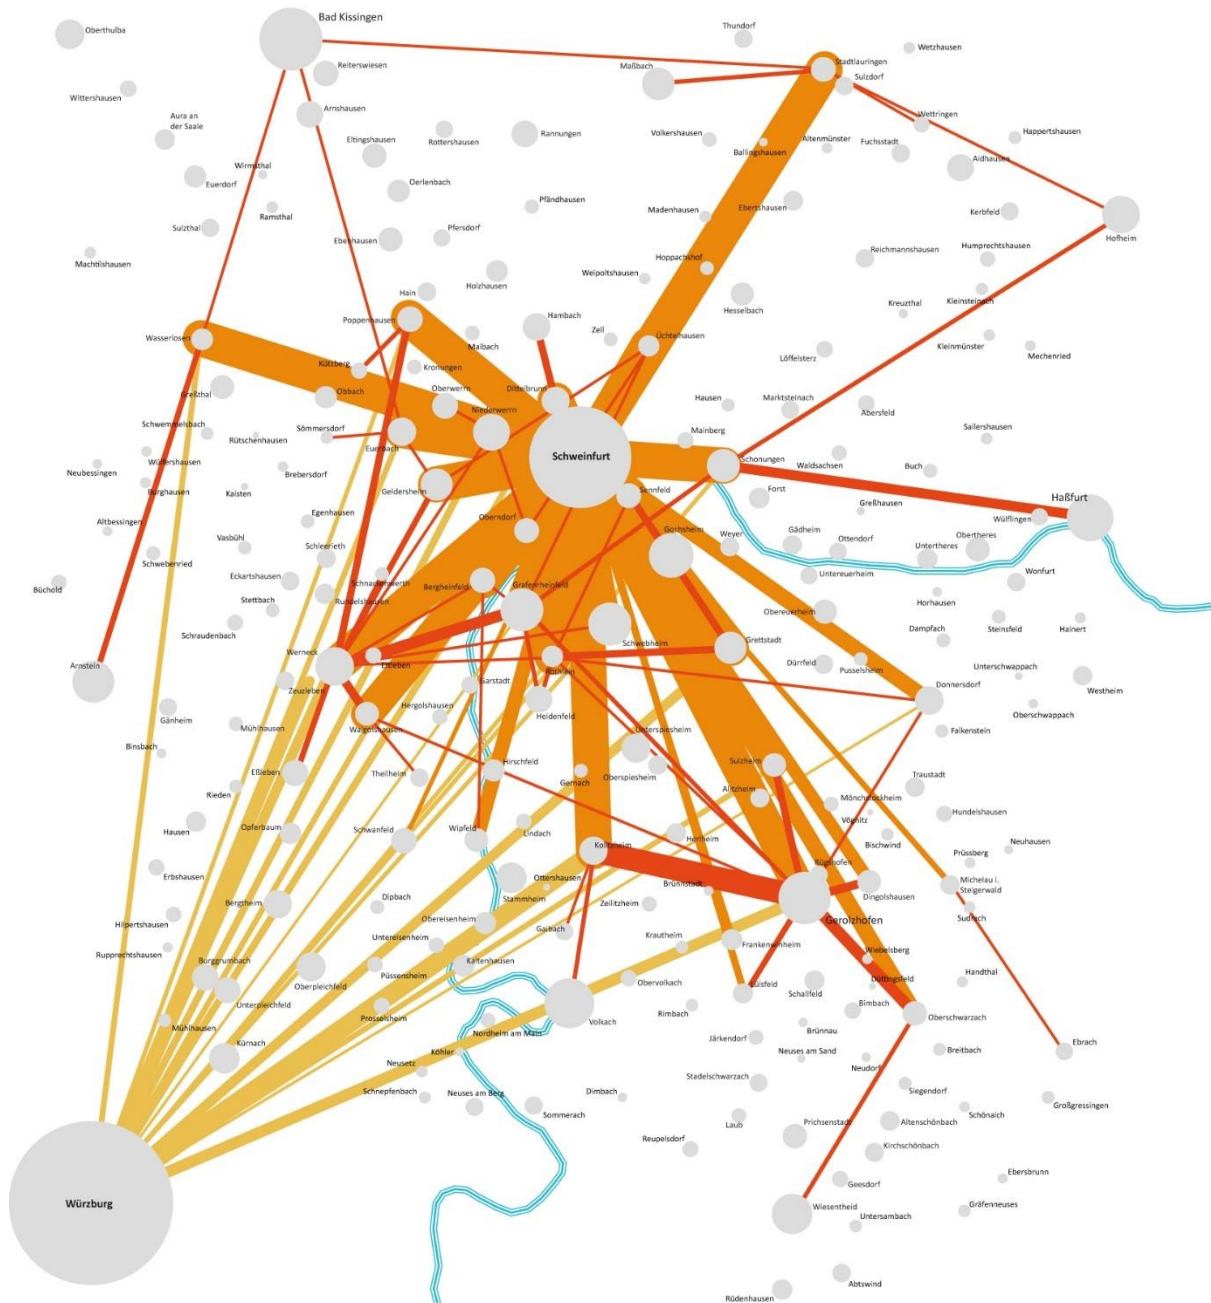 Bad Kissingen
Thundorf
Oberthulba
Wetzhausen
Stadtlauringen
Maßbach
Reiterswiesen
Sulzdorf
Wittershausen
Arnshausen
Wettringen
Aura an
der Saale
Eltingshausen
Rottershausen
Rannungen
Volkershausen
Altenmünster
Fuchsstadt
Happertshausen
Ballingshausen
Aidhausen
Wirmsthal
Euerdorf
Oerlenbach
Pfändhausen
Ebertshausen
Ramsthal
Madenhausen
Kerbfeld
Sulzthal
Ebenhausen
Pfersdorf
Hofheim
Reichmannshausen
Humprechtshausen
Hoppachshof
Machtilshausen
Holzhausen
Weipoltshausen
Hain
Hesselbach
Kreuzthal
Kleinsteinach
Poppenhausen
Hambach
Zell
Üchtelhausen
Wasserlosen
Maibach
Kleinmünster
Mechenried
Löffelsterz
Kützberg
Kronungen
Greßthal
Obbach
Oberwerrn
Dittelbrunn
Niederwerrn
Hausen
Marktsteinach
Abersfeld
Schwemmelsbach
Rütschenhausen
Sömmersdorf
Sailershausen
Mainberg
Euerbach
Wülfershausen
Schweinfurt
Schonungen
Waldsachsen
Buch
Neubessingen
Brebersdorf
Burghausen
Kaisten
Geldersheim
Sennfeld
Forst
Greßhausen
Haßfurt
Egenhausen
Oberndorf
Wülflingen
Altbessingen
Gochsheim
Weyer
Gädheim
Ottendorf
Obertheres
Untertheres
Vasbühl
Schleerieth
Schwebenried
Schnackenwerth
Bergheinfeld
Grafenrheinfeld
Untereuerheim
Wonfurt
Büchold
Eckartshausen
Rundelshausen
Horhausen
Stettbach
Obereuerheim
Schraudenbach
Dampfach
Steinsfeld
Hainert
Schwebheim
Grettstadt
Werneck
Ettleben
Röthlein
Dürrfeld
Pusselsheim
Unterschwappach
Arnstein
Zeuzleben
Garstadt
Donnersdorf
Westheim
Heidenfeld
Oberschwappach
Gänheim
Mühlhausen
Hergolshausen
Waigolshausen
Unterspiesheim
Falkenstein
Binsbach
Sulzheim
Eßleben
Theilheim
Hirschfeld
Gernach
Oberspiesheim
Traustadt
Rieden
Alitzheim
Mönchstockheim
Vögnitz
Hundelshausen
Hausen
Opferbaum
Schwanfeld
Wipfeld
Lindach
Herlheim
Bischwind
Neuhausen
Kolitzheim
Prüssberg
Erbshausen
Rügshofen
Michelau i.
Steigerwald
Ottershausen
Brünnstadt
Dingolshausen
Stammheim
Zeilitzheim
Bergtheim
Dipbach
Gerolzhofen
Sudrach
Hilpertshausen
Obereisenheim
Gaibach
Krautheim
Untereisenheim
Frankenwinheim
Wiebelsberg
Rupprechtshausen
Burggrumbach
Kaltenhausen
Püssensheim
Oberpleichfeld
Obervolkach
Düttingsfeld
Handthal
Lülsfeld
Schallfeld
Unterpleichfeld
Prosselsheim
Rimbach
Bimbach
Oberschwarzach
Mühlhausen
Volkach
Brünnau
Nordheim am Main
Järkendorf
Kürnach
Köhler
Neuses am Sand
Breitbach
Ebrach
Neusetz
Neudorf
Stadelschwarzach
Schnepfenbach
Neuses am Berg
Dimbach
Siegendorf
Großgressingen
Sommerach
Laub
Prichsenstadt
Altenschönbach
Schönaich
Reupelsdorf
Kirchschönbach
Ebersbrunn
Geesdorf
Würzburg
Wiesentheid
Gräfenneuses
Untersambach
Abtswind
Rüdenhausen